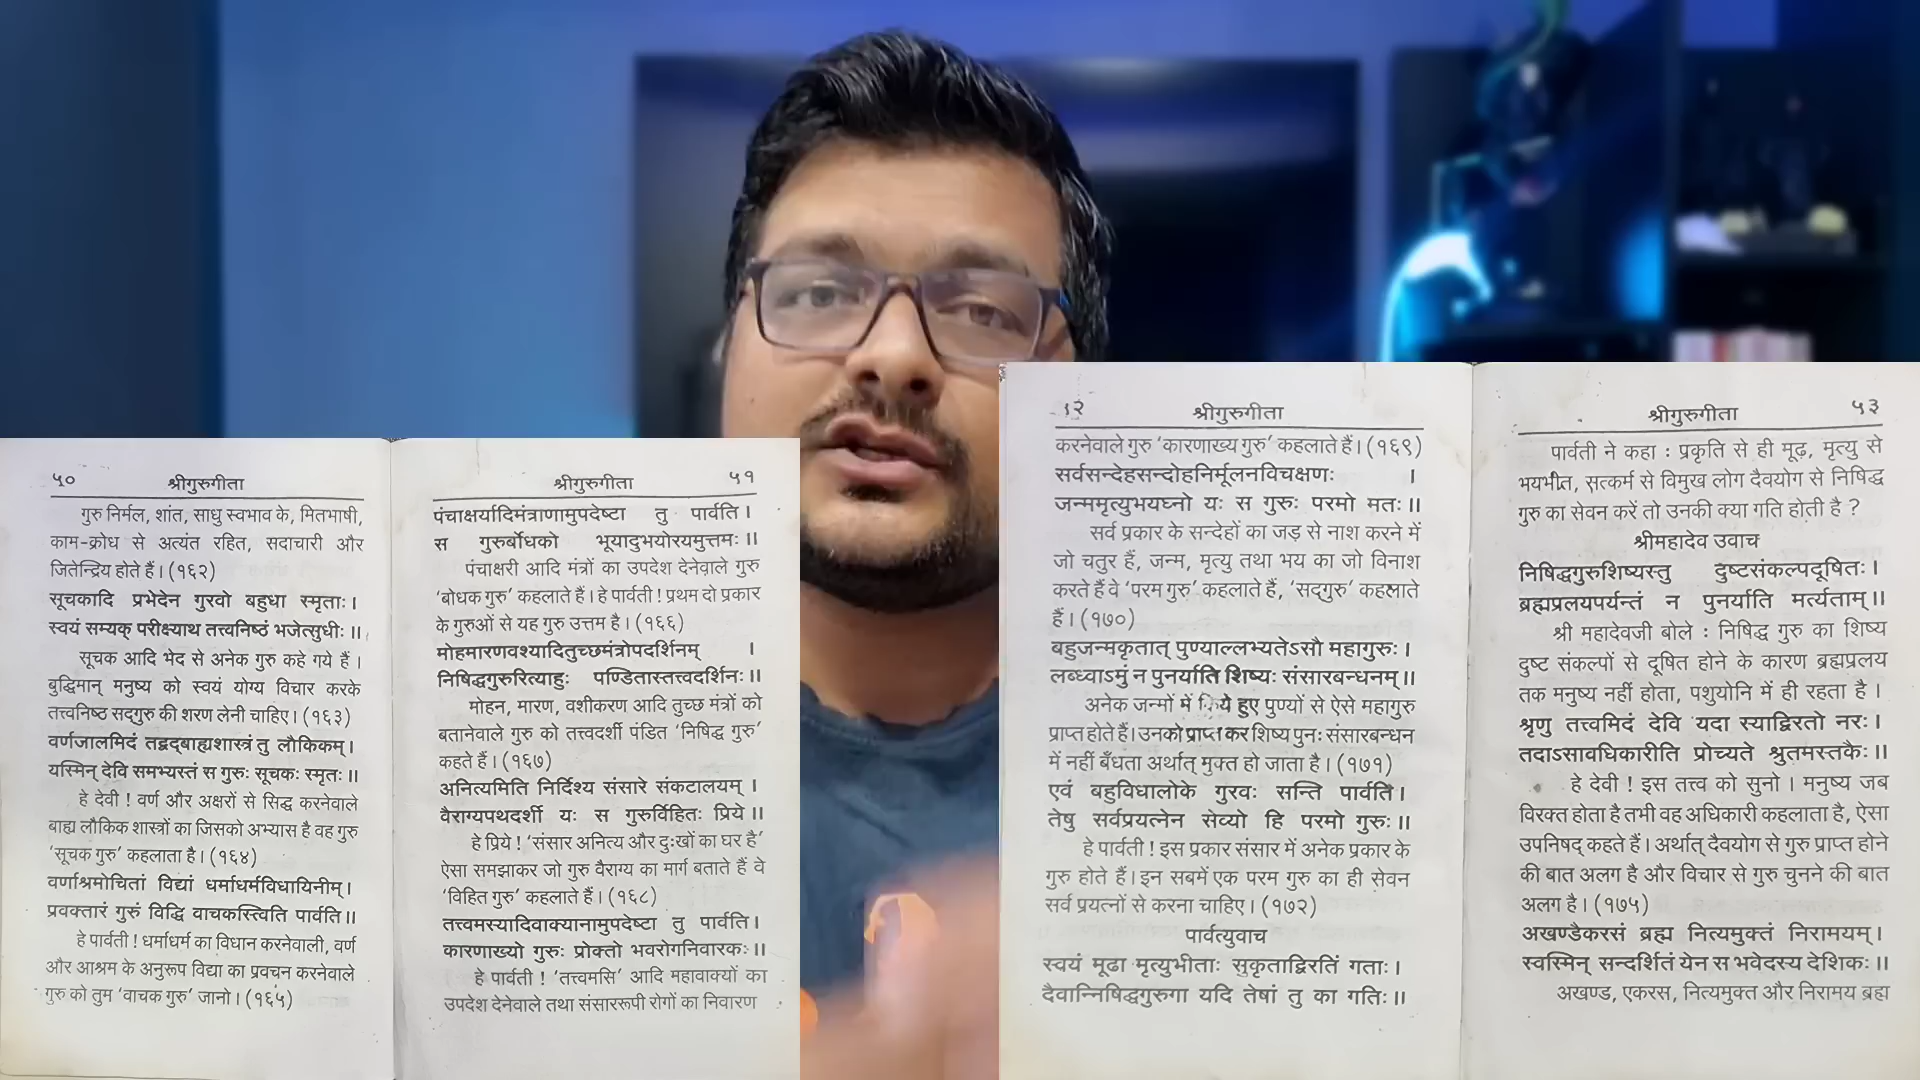 ५० श्रीगुरुगीता
गुरु निर्मल, शांत, साधु स्वभाव के, मितभाषी,
काम-क्रोध से अत्यंत रहित, सदाचारी और
जितेन्द्रिय होते हैं। (१६२)
सूचकादि प्रभेदेन गुरवो बहुधा स्मृताः।
स्वयं सम्यक् परीक्ष्याथ तत्त्वनिष्ठं भजेत्सुधीः॥
सूचक आदि भेद से अनेक गुरु कहे गये हैं।
बुद्धिमान् मनुष्य को स्वयं योग्य विचार करके
तत्त्वनिष्ठ सद्गुरु की शरण लेनी चाहिए। (१६३)
वर्णजालमिदं तद्वद्बाह्यशास्त्रं तु लौकिकम्।
यस्मिन् देवि समभ्यस्तं स गुरुः सूचकः स्मृतः॥
हे देवी ! वर्ण और अक्षरों से सिद्ध करनेवाले
बाह्य लौकिक शास्त्रों का जिसको अभ्यास है वह गुरु
'सूचक गुरु' कहलाता है। (१६४)
वर्णाश्रमोचितां विद्यां धर्माधर्मविधायिनीम्।
प्रवक्तारं गुरुं विद्धि वाचकस्त्विति पार्वति॥
हे पार्वती ! धर्माधर्म का विधान करनेवाली, वर्ण
और आश्रम के अनुरूप विद्या का प्रवचन करनेवाले
गुरु को तुम 'वाचक गुरु' जानो। (१६५)
श्रीगुरुगीता ५१
पंचाक्षर्यादिमंत्राणामुपदेष्टा तु पार्वति।
स गुरुर्बोधको भूयादुभयोरयमुत्तमः॥
पंचाक्षरी आदि मंत्रों का उपदेश देनेवाले गुरु
'बोधक गुरु' कहलाते हैं। हे पार्वती ! प्रथम दो प्रकार
के गुरुओं से यह गुरु उत्तम है। (१६६)
मोहमारणवश्यादितुच्छमंत्रोपदर्शिनम् ।
निषिद्धगुरुरित्याहुः पण्डितास्तत्त्वदर्शिनः॥
मोहन, मारण, वशीकरण आदि तुच्छ मंत्रों को
बतानेवाले गुरु को तत्त्वदर्शी पंडित 'निषिद्ध गुरु'
कहते हैं। (१६७)
अनित्यमिति निर्दिश्य संसारे संकटालयम्।
वैराग्यपथदर्शी यः स गुरुर्विहितः प्रिये॥
हे प्रिये ! 'संसार अनित्य और दुःखों का घर है'
ऐसा समझाकर जो गुरु वैराग्य का मार्ग बताते हैं वे
'विहित गुरु' कहलाते हैं। (१६८)
तत्त्वमस्यादिवाक्यानामुपदेष्टा तु पार्वति।
कारणाख्यो गुरुः प्रोक्तो भवरोगनिवारकः॥
हे पार्वती ! 'तत्त्वमसि' आदि महावाक्यों का
उपदेश देनेवाले तथा संसाररूपी रोगों का निवारण
श्रीगुरुगीता
करनेवाले गुरु 'कारणाख्य गुरु' कहलाते हैं। (१६९)
सर्वसन्देहसन्दोहनिर्मूलनविचक्षणः ।
जन्ममृत्युभयघ्नो यः स गुरुः परमो मतः॥
सर्व प्रकार के सन्देहों का जड़ से नाश करने में
जो चतुर हैं, जन्म, मृत्यु तथा भय का जो विनाश
करते हैं वे 'परम गुरु' कहलाते हैं, 'सद्गुरु' कहलाते
हैं। (१७०)
बहुजन्मकृतात् पुण्याल्लभ्यतेऽसौ महागुरुः।
लब्ध्वाऽमुं न पुनर्याति शिष्यः संसारबन्धनम्॥
अनेक जन्मों में हुए पुण्यों से ऐसे महागुरु
प्राप्त होते हैं। उनको प्राप्त कर शिष्य पुनः संसारबन्धन
में नहीं बँधता अर्थात् मुक्त हो जाता है। (१७१)
एवं बहुविधालोके गुरवः सन्ति पार्वति।
तेषु सर्वप्रयत्नेन सेव्यो हि परमो गुरुः॥
हे पार्वती ! इस प्रकार संसार में अनेक प्रकार के
गुरु होते हैं। इन सबमें एक परम गुरु का ही सेवन
सर्व प्रयत्नों से करना चाहिए। (१७२)
पार्वत्युवाच
स्वयं मूढा मृत्युभीताः सुकृताद्विरतिं गताः।
दैवान्निषिद्धगुरुगा यदि तेषां तु का गतिः॥
श्रीगुरुगीता ५३
पार्वती ने कहा : प्रकृति से ही मूढ़, मृत्यु से
भयभीत, सत्कर्म से विमुख लोग दैवयोग से निषिद्ध
गुरु का सेवन करें तो उनकी क्या गति होती है ?
श्रीमहादेव उवाच
निषिद्धगुरुशिष्यस्तु दुष्टसंकल्पदूषितः।
ब्रह्मप्रलयपर्यन्तं न पुनर्याति मर्त्यताम्॥
श्री महादेवजी बोले : निषिद्ध गुरु का शिष्य
दुष्ट संकल्पों से दूषित होने के कारण ब्रह्मप्रलय
तक मनुष्य नहीं होता, पशुयोनि में ही रहता है।
श्रृणु तत्त्वमिदं देवि यदा स्याद्विरतो नरः।
तदाऽसावधिकारीति प्रोच्यते श्रुतमस्तकैः॥
हे देवी ! इस तत्त्व को सुनो। मनुष्य जब
विरक्त होता है तभी वह अधिकारी कहलाता है, ऐसा
उपनिषद् कहते हैं। अर्थात् दैवयोग से गुरु प्राप्त होने
की बात अलग है और विचार से गुरु चुनने की बात
अलग है। (१७५)
अखण्डैकरसं ब्रह्म नित्यमुक्तं निरामयम्।
स्वस्मिन् सन्दर्शितं येन स भवेदस्य देशिकः॥
अखण्ड, एकरस, नित्यमुक्त और निरामय ब्रह्म